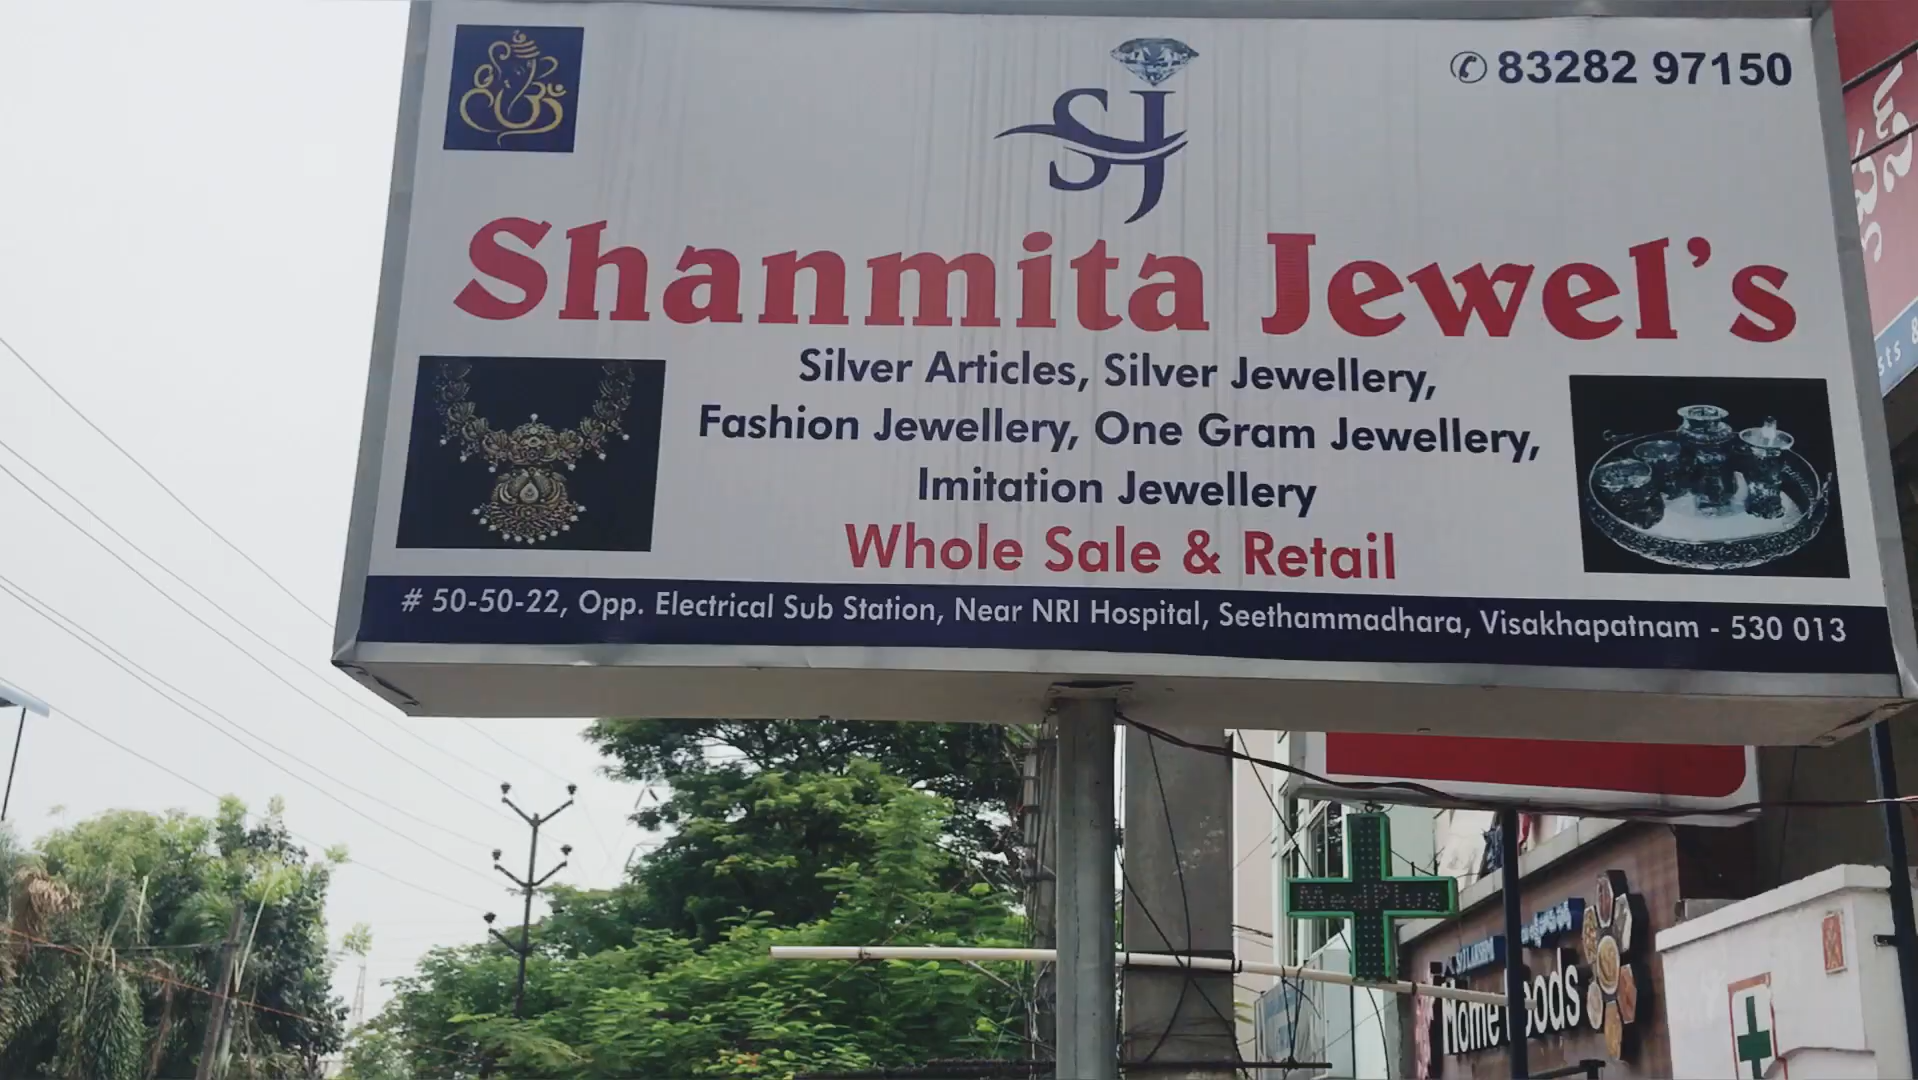 83282 97150
SJ
Shanmita Jewel's
Silver Articles, Silver Jewellery,
Fashion Jewellery, One Gram Jewellery,
Imitation Jewellery
Whole Sale & Retail
# 50-50-22, Opp. Electrical Sub Station, Near NRI Hospital, Seethammadhara, Visakhapatnam - 530 013
MedPlus
Home Foods